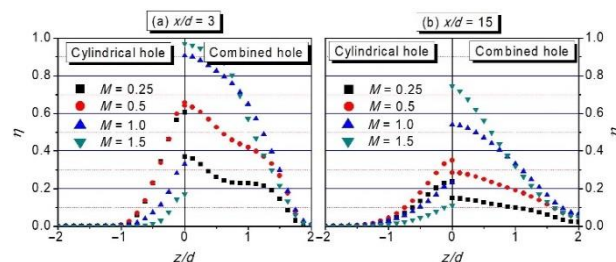 (a) x/d = 3
(b) x/d = 15
1.0
0.8
0.6
0.4
0.2
0.0
η
Cylindrical hole
Combined hole
M = 0.25
M = 0.5
M = 1.0
M = 1.5
−2
−1
0
1
2
z/d
Cylindrical hole
Combined hole
M = 0.25
M = 0.5
M = 1.0
M = 1.5
−2
−1
0
1
2
z/d
1.0
0.8
0.6
0.4
0.2
0.0
η